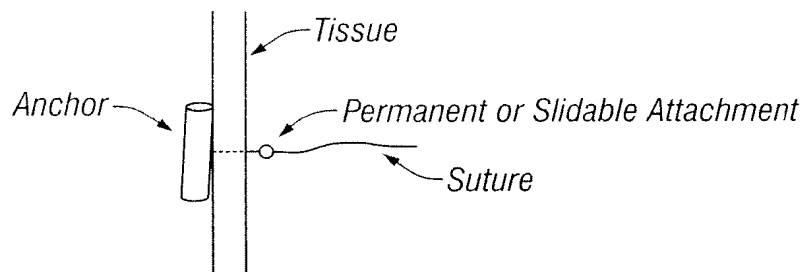 Tissue
Anchor
Permanent or Slidable Attachment
Suture